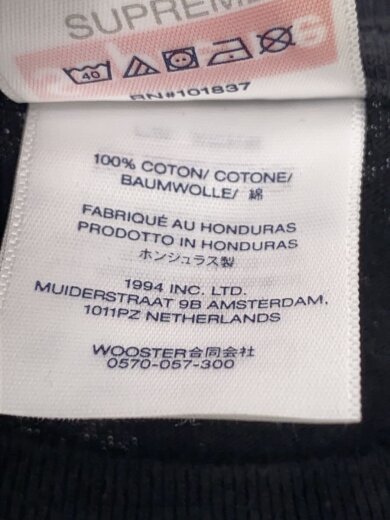 SUPREME
40
RN#101837
100% COTON/ COTONE/
BAUMWOLLE/ 綿
FABRIQUÉ AU HONDURAS
PRODOTTO IN HONDURAS
ホンジュラス製
1994 INC. LTD.
MUIDERSTRAAT 9B AMSTERDAM,
1011PZ NETHERLANDS
WOOSTER合同会社
0570-057-300